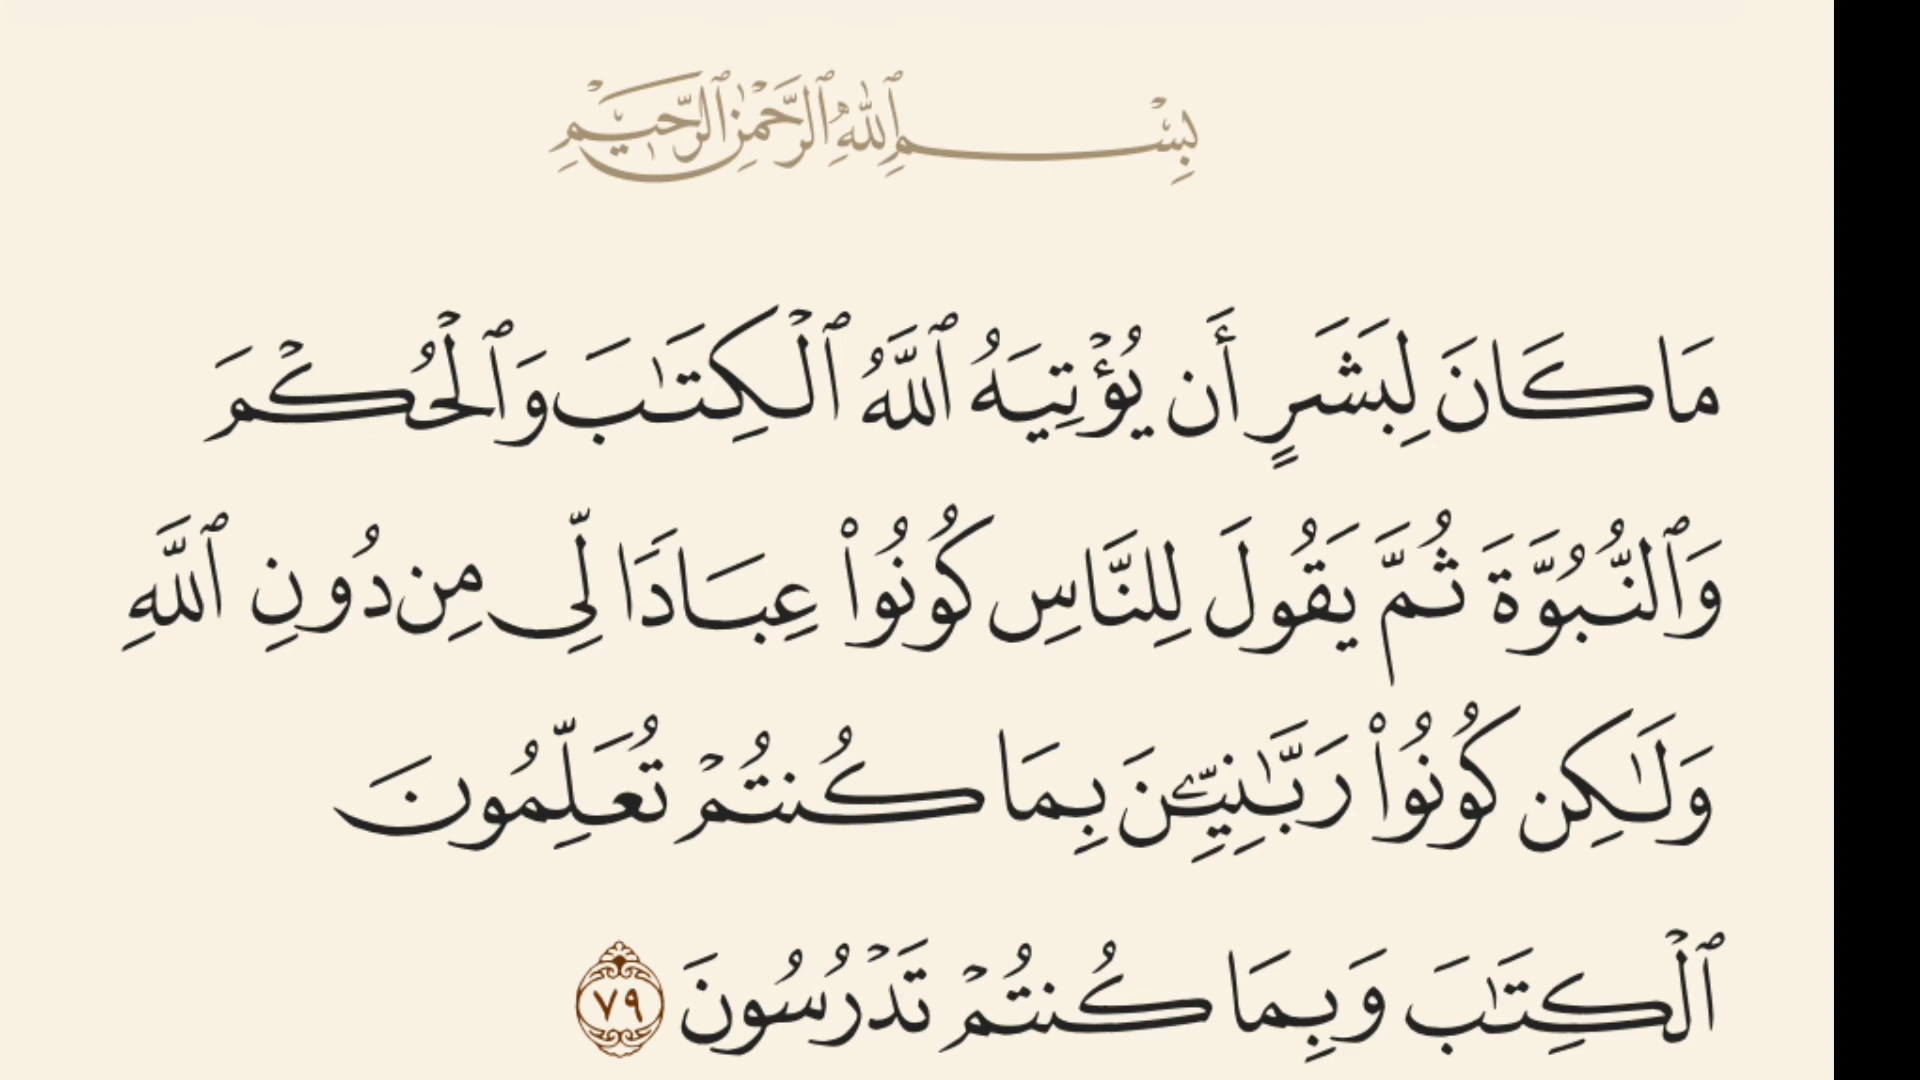 بِسْمِ ٱللَّهِ ٱلرَّحْمَٰنِ ٱلرَّحِيمِ
مَا كَانَ لِبَشَرٍ أَن يُؤْتِيَهُ ٱللَّهُ ٱلْكِتَٰبَ وَٱلْحُكْمَ
وَٱلنُّبُوَّةَ ثُمَّ يَقُولَ لِلنَّاسِ كُونُوا۟ عِبَادًا لِّى مِن دُونِ ٱللَّهِ
وَلَٰكِن كُونُوا۟ رَبَّٰنِيِّۦنَ بِمَا كُنتُمْ تُعَلِّمُونَ
ٱلْكِتَٰبَ وَبِمَا كُنتُمْ تَدْرُسُونَ ٧٩